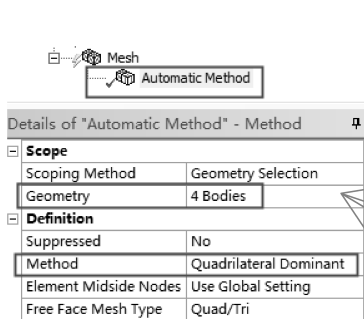 Mesh
Automatic Method
Details of "Automatic Method" - Method
Scope
Scoping Method Geometry Selection
Geometry 4 Bodies
Definition
Suppressed No
Method Quadrilateral Dominant
Element Midside Nodes Use Global Setting
Free Face Mesh Type Quad/Tri